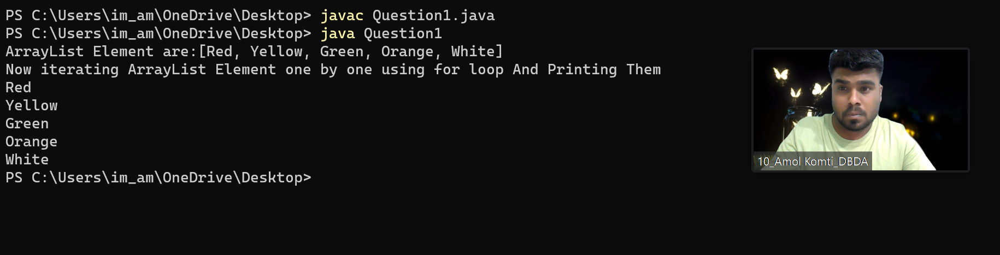 PS C:\Users\im_am\OneDrive\Desktop> javac Question1.java
PS C:\Users\im_am\OneDrive\Desktop> java Question1
ArrayList Element are:[Red, Yellow, Green, Orange, White]
Now iterating ArrayList Element one by one using for loop And Printing Them
Red
Yellow
Green
Orange
White
PS C:\Users\im_am\OneDrive\Desktop>
10_Amol Komti_DBDA